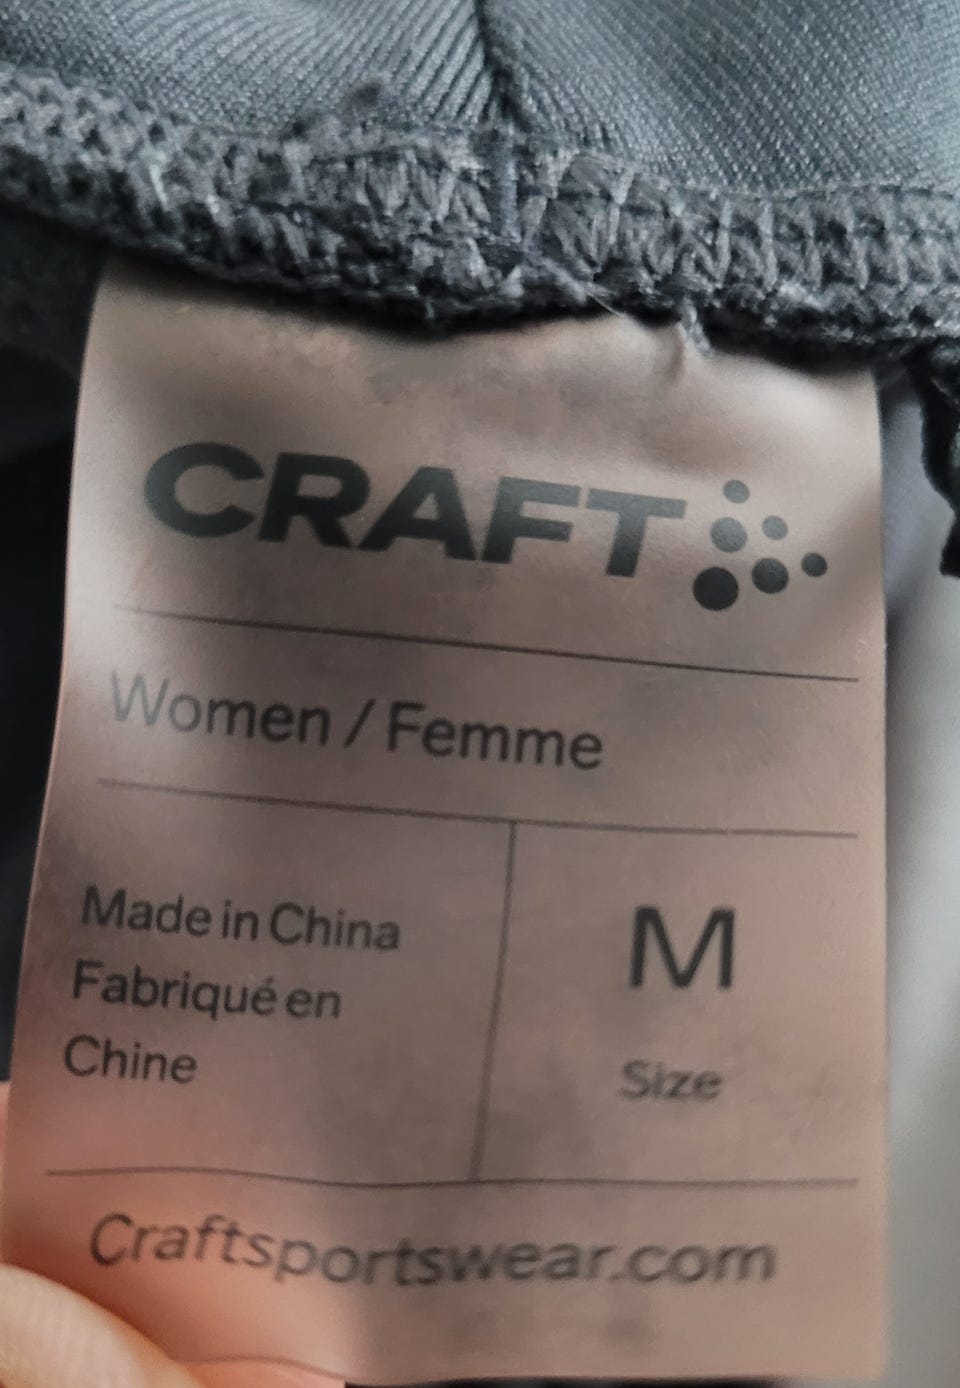 CRAFT
Women / Femme
Made in China
Fabriqué en
Chine
M
Size
Craftsportswear.com